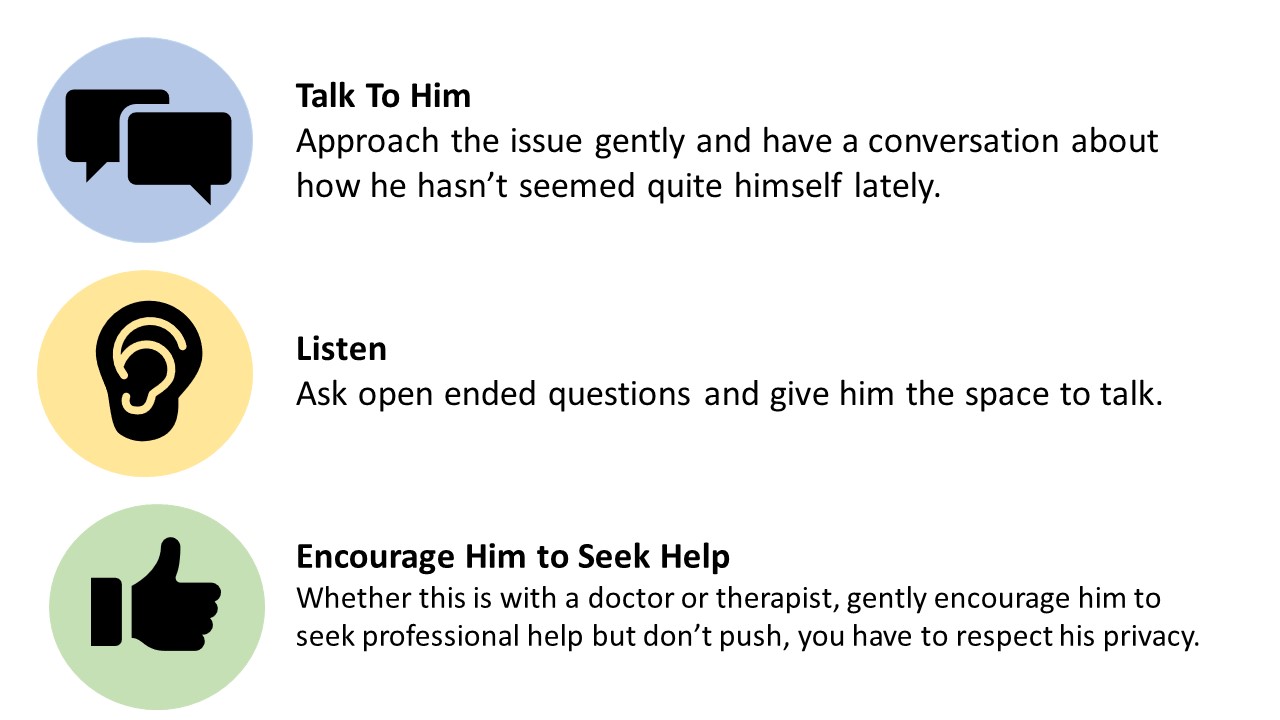 Talk To Him
Approach the issue gently and have a conversation about
how he hasn’t seemed quite himself lately.
Listen
Ask open ended questions and give him the space to talk.
Encourage Him to Seek Help
Whether this is with a doctor or therapist, gently encourage him to
seek professional help but don’t push, you have to respect his privacy.